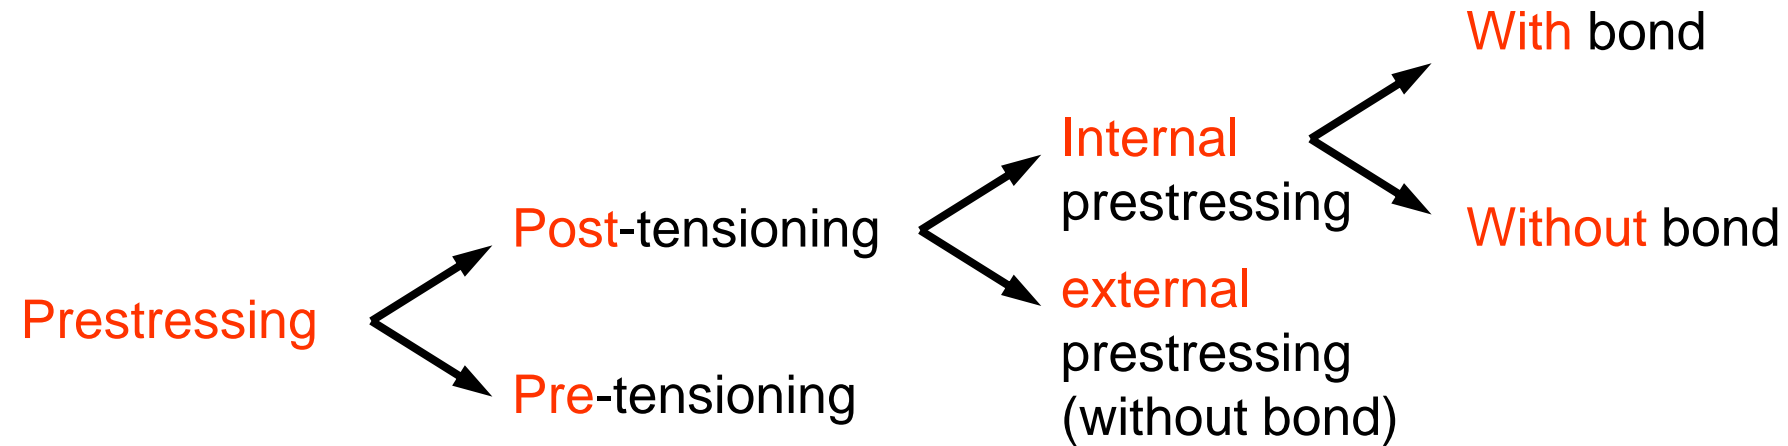 With bond
Internal
prestressing
Post-tensioning
Without bond
external
prestressing
(without bond)
Prestressing
Pre-tensioning